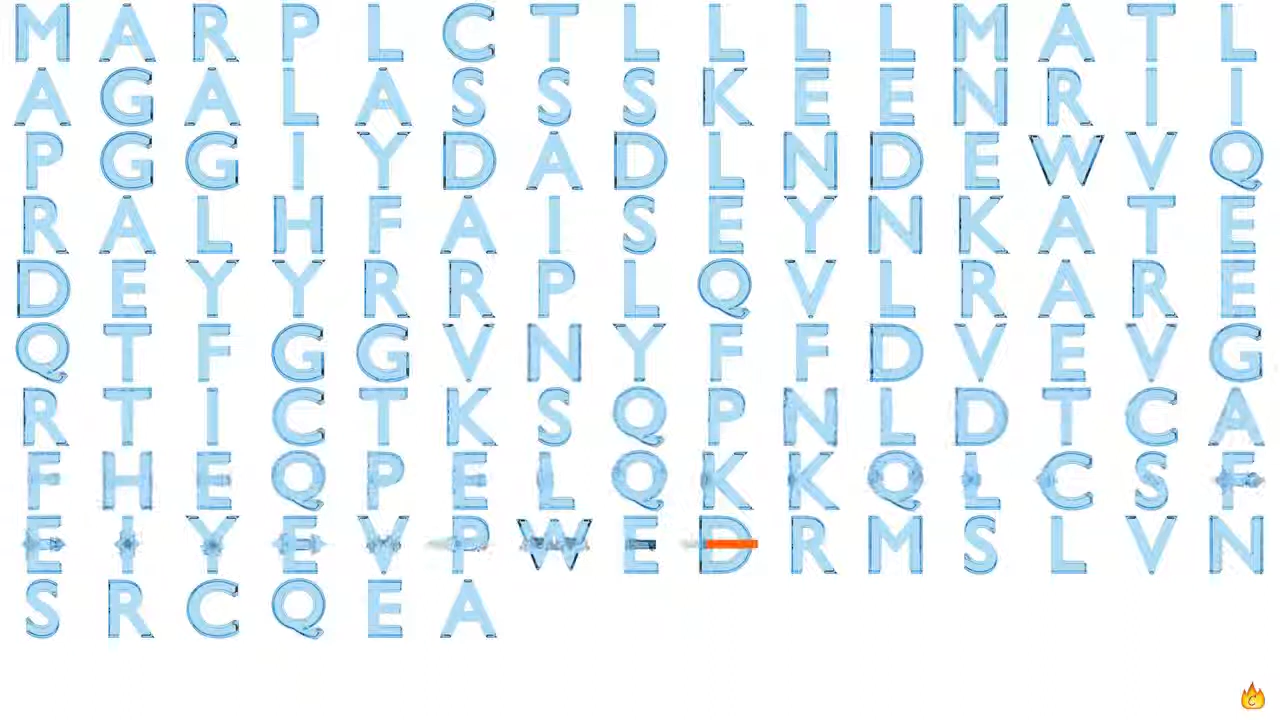 M A R P L C T L L L L M A T L
A G A L A S S S K E E N R I I
P G G I Y D A D L N D E W V Q
R A L H F A I S E Y N K A T E
D E Y Y R R P L Q V L R A R E
Q T F G G V N Y F F D V E V G
R T I C T K S Q P N L D T C A
F H E Q P E L Q K K Q L C S F
E I Y E V P W E D R M S L V N
S R C Q E A